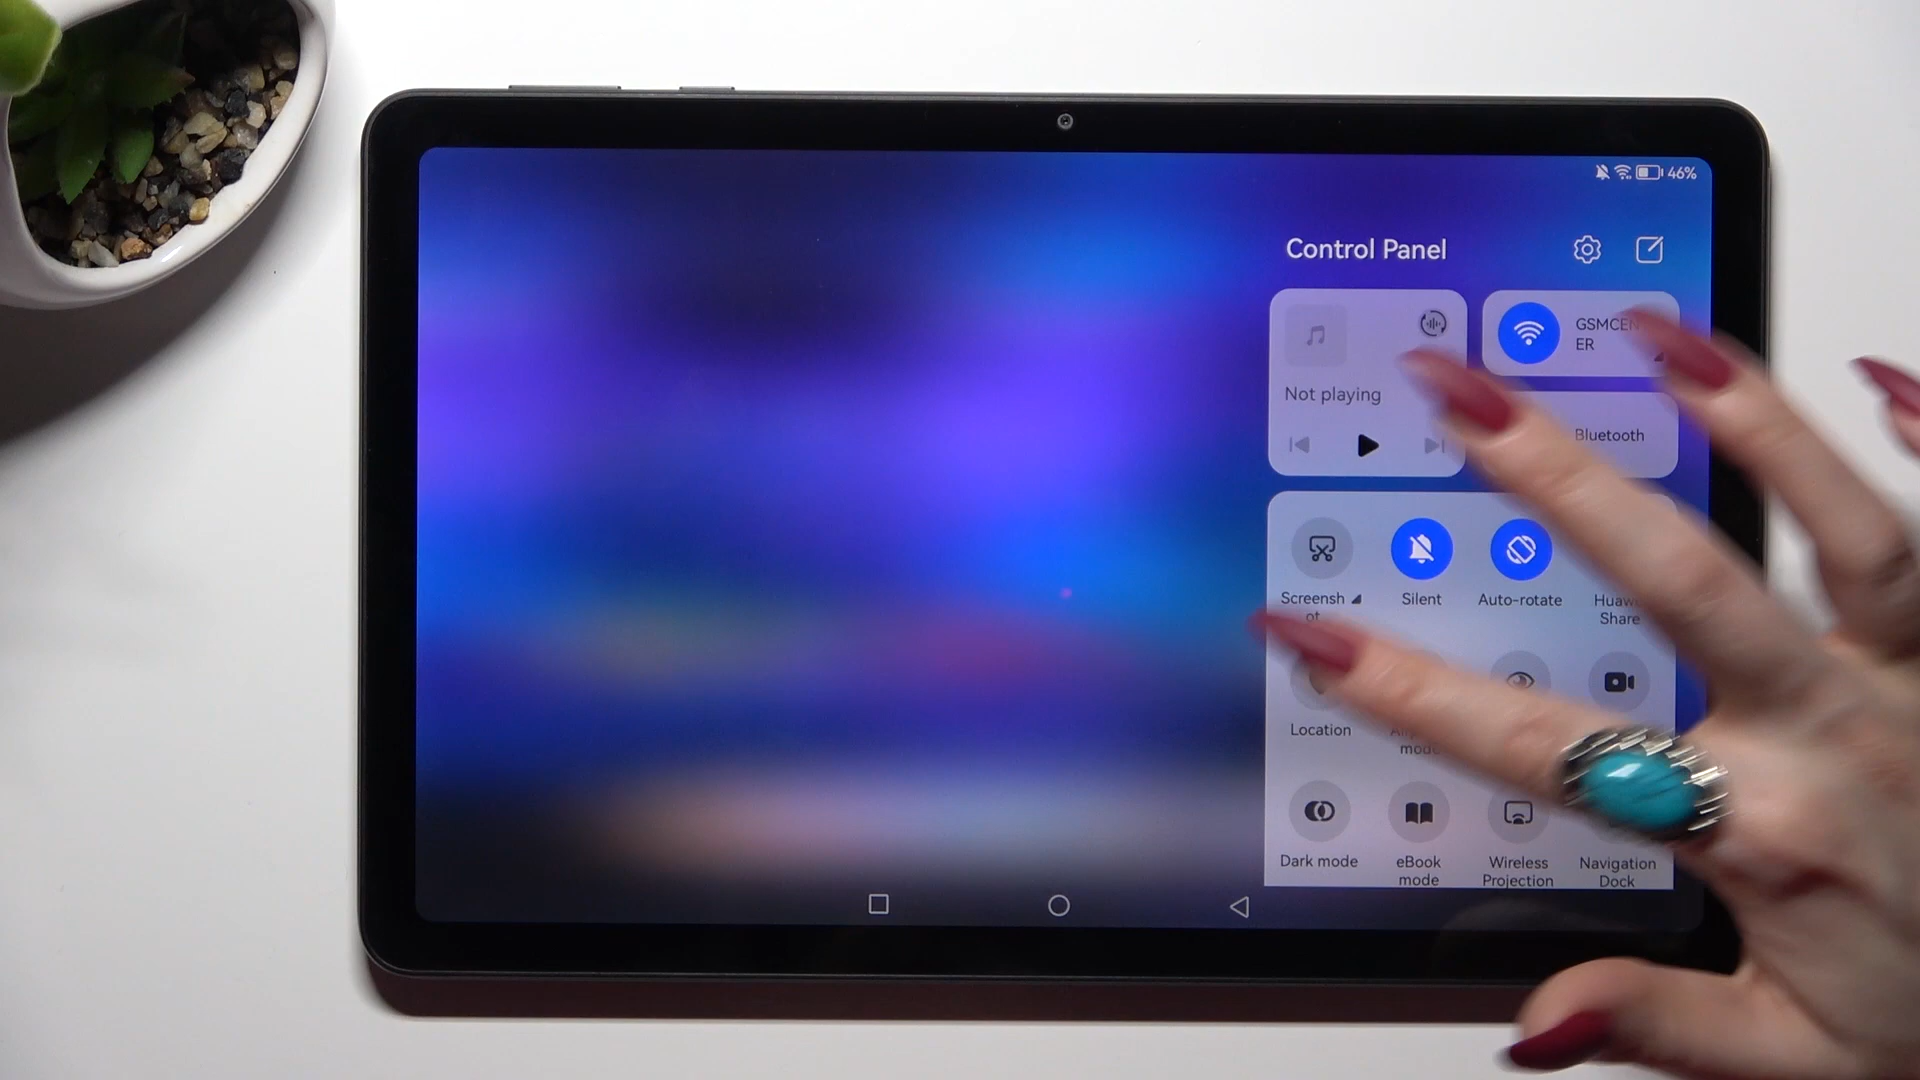 46%
Control Panel
GSMCEN
ER
Not playing
Bluetooth
Screensh
ot
Silent
Auto-rotate
Share
Location
mode
Dark mode
eBook
mode
Wireless
Projection
Navigation
Dock